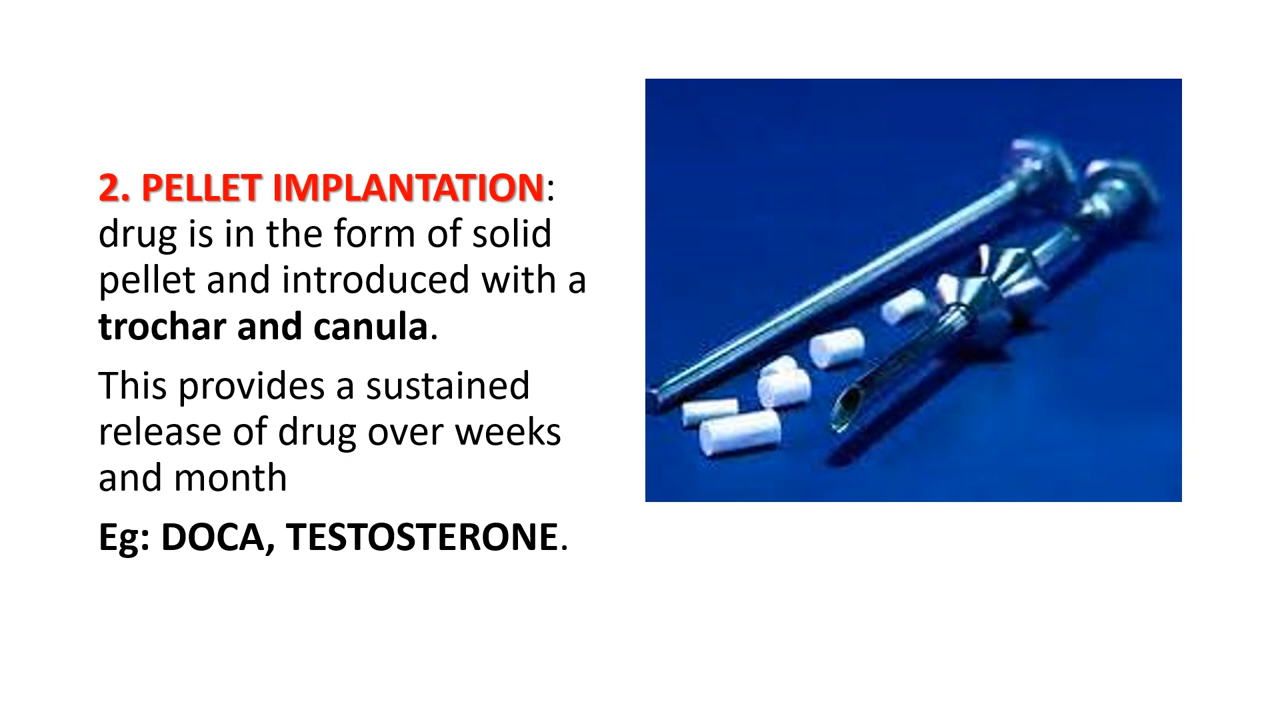 2. PELLET IMPLANTATION:
drug is in the form of solid
pellet and introduced with a
trochar and canula.
This provides a sustained
release of drug over weeks
and month
Eg: DOCA, TESTOSTERONE.